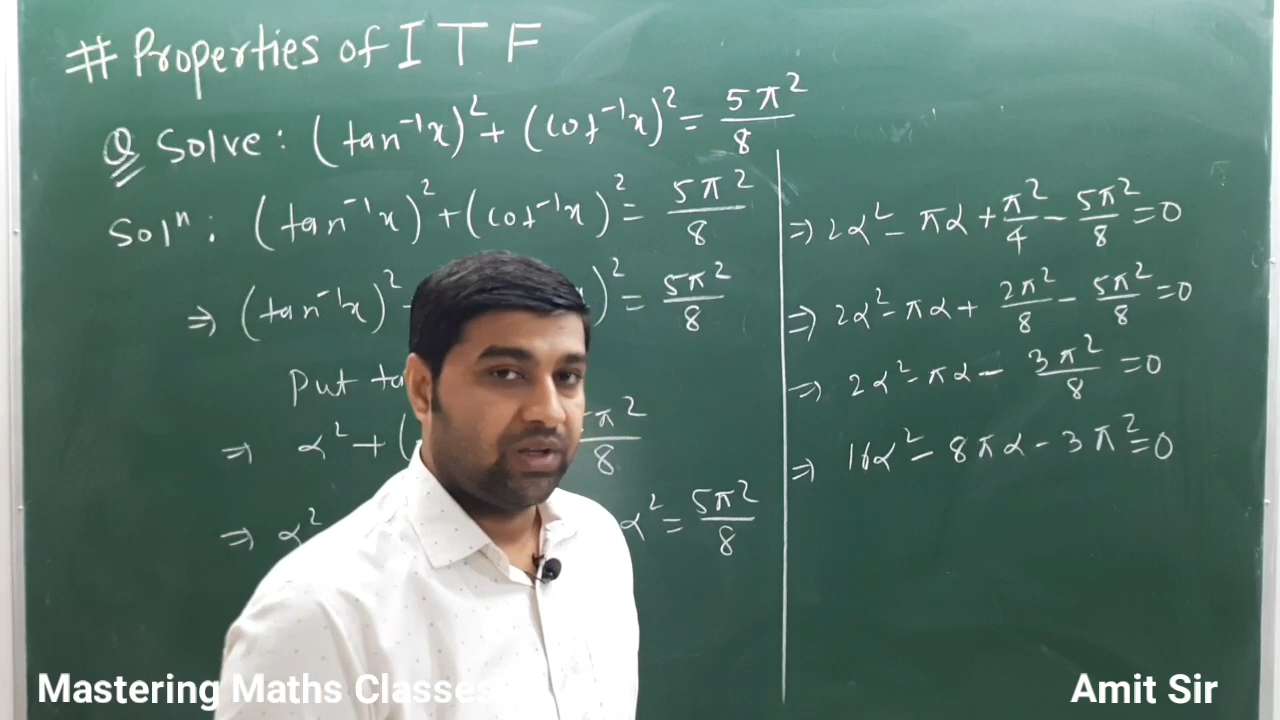 # Properties of I T F
Q Solve: (tan⁻¹x)² + (cot⁻¹x)² = 5π²/8
Solⁿ: (tan⁻¹x)² + (cot⁻¹x)² = 5π²/8
⇒ (tan⁻¹x)² )² = 5π²/8
Put
⇒ α² + ( π²/8
⇒ α² α² = 5π²/8
⇒ 2α² - πα + π²/4 - 5π²/8 = 0
⇒ 2α² - πα + 2π²/8 - 5π²/8 = 0
⇒ 2α² - πα - 3π²/8 = 0
⇒ 16α² - 8πα - 3π² = 0
Mastering Maths Classes
Amit Sir